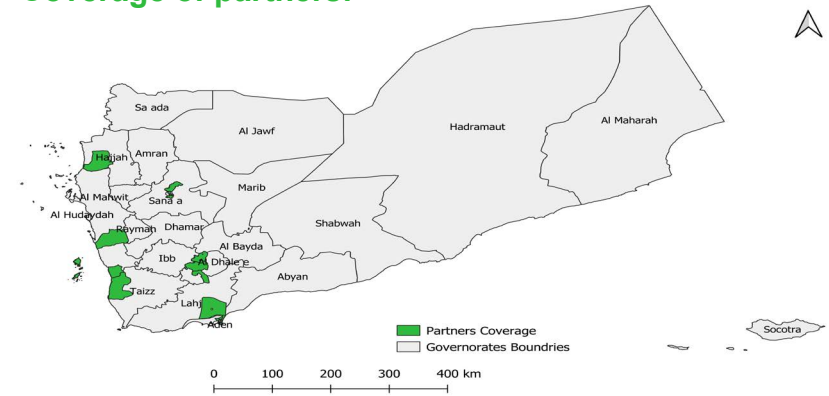 Coverage of partners:
Sa ada
Al Jawf
Hadramaut
Al Maharah
Hajjah
Amran
Marib
Al Mahwit
Sana a
Al Hudaydah
Raymah
Dhamar
Shabwah
Al Bayda
Ibb
Al Dhale'e
Abyan
Taizz
Lahj
Aden
Socotra
Partners Coverage
Governorates Boundries
0 100 200 300 400 km